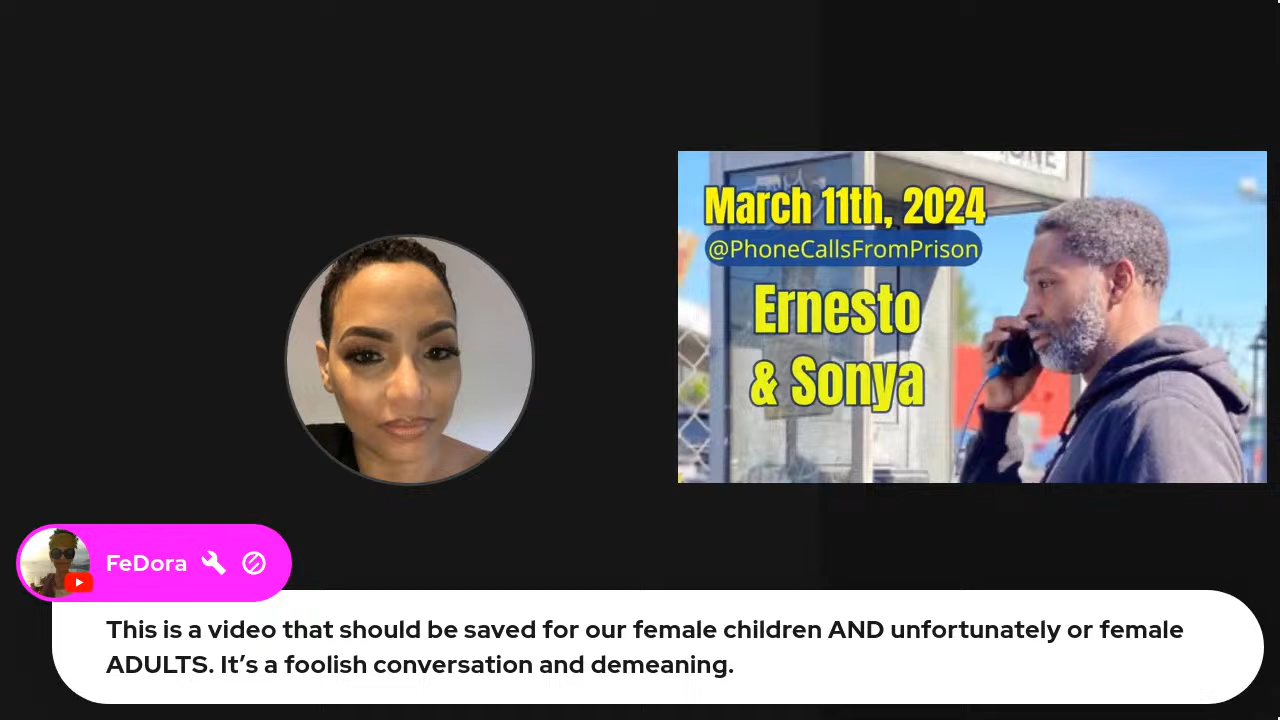 March 11th, 2024
@PhoneCallsFromPrison
Ernesto
& Sonya
FeDora
This is a video that should be saved for our female children AND unfortunately or female
ADULTS. It’s a foolish conversation and demeaning.